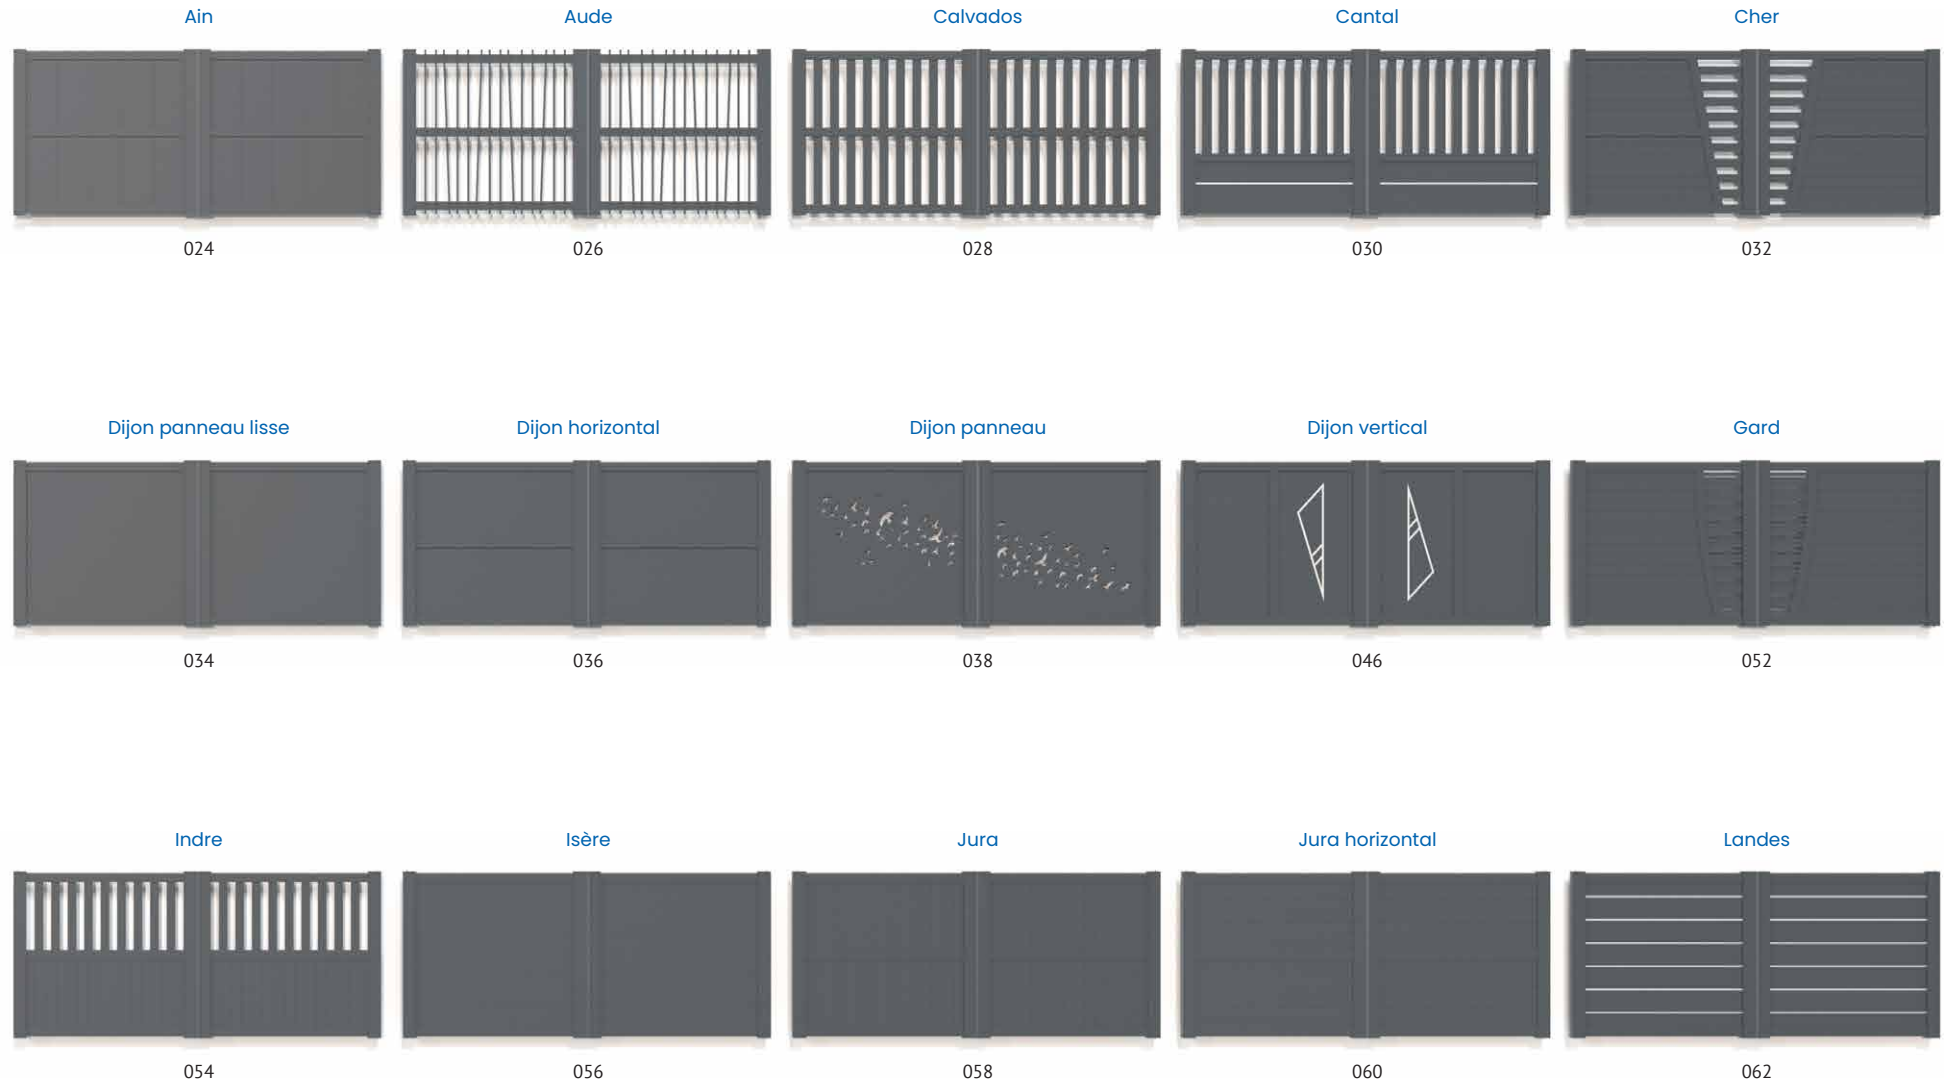 Ain
Aude
Calvados
Cantal
Cher
024
026
028
030
032
Dijon panneau lisse
Dijon horizontal
Dijon panneau
Dijon vertical
Gard
034
036
038
046
052
Indre
Isère
Jura
Jura horizontal
Landes
054
056
058
060
062